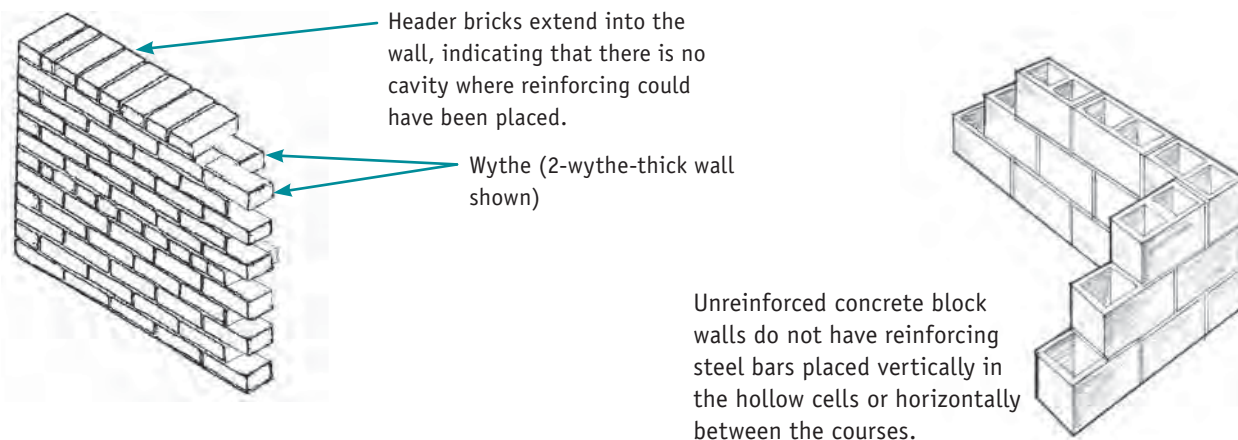 Header bricks extend into the
wall, indicating that there is no
cavity where reinforcing could
have been placed.
Wythe (2-wythe-thick wall
shown)
Unreinforced concrete block
walls do not have reinforcing
steel bars placed vertically in
the hollow cells or horizontally
between the courses.